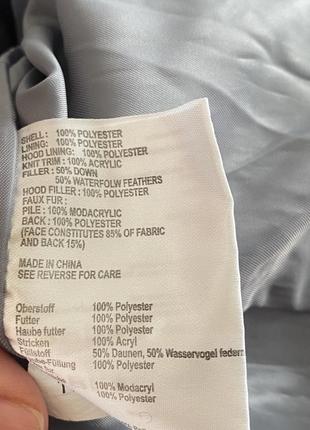 SHELL: 100% POLYESTER
LINING: 100% POLYESTER
HOOD LINING: 100% POLYESTER
KNIT TRIM: 100% ACRYLIC
FILLER: 50% DOWN
50% WATERFOLW FEATHERS
HOOD FILLER: 100% POLYESTER
FAUX FUR:
PILE: 100% MODACRYLIC
BACK: 100% POLYESTER
(FACE CONSTITUTES 85% OF FABRIC
AND BACK 15%)
MADE IN CHINA
SEE REVERSE FOR CARE
Oberstoff 100% Polyester
Futter 100% Polyester
Haube futter 100% Polyester
Stricken 100% Acryl
Füllstoff 50% Daunen, 50% Wasservogel federn
100% Polyester
100% Modacryl
100% Polyester